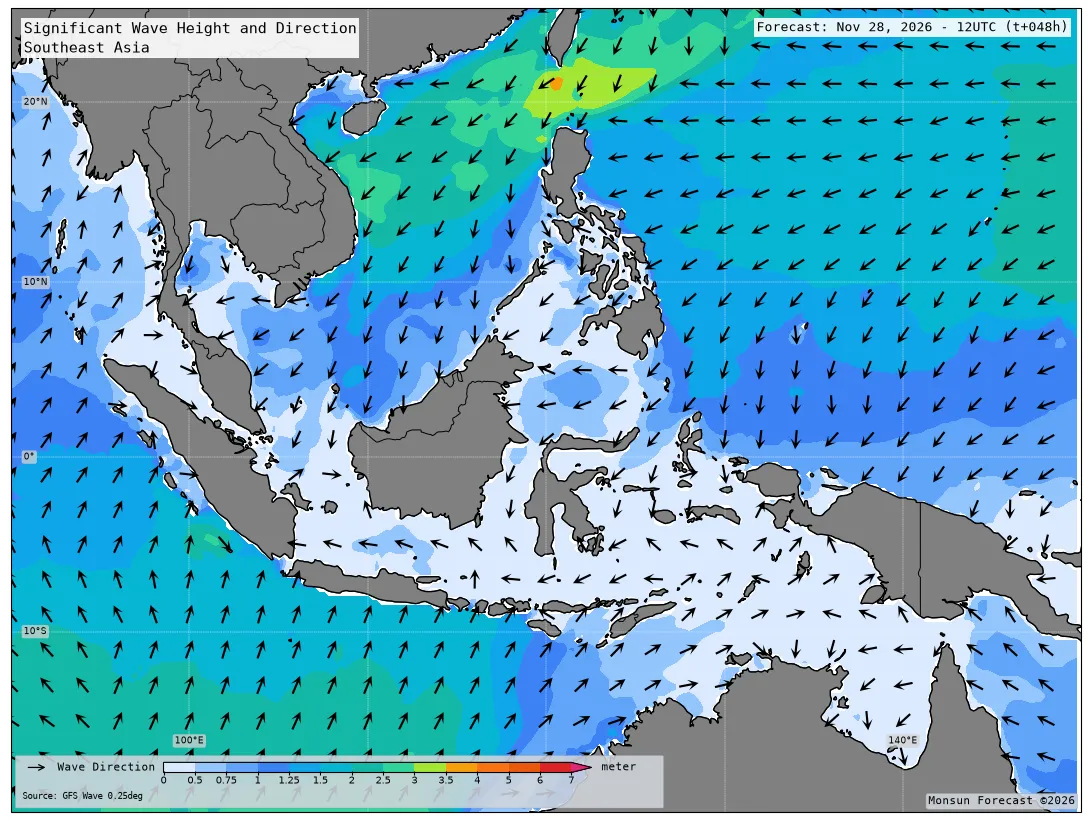 Significant Wave Height and Direction
Southeast Asia
Forecast: Nov 28, 2026 - 12UTC (t+048h)
20°N
10°N
0°
10°S
100°E
140°E
Wave Direction
meter
0 0.5 0.75 1 1.25 1.5 2 2.5 3 3.5 4 5 6 7
Source: GFS Wave 0.25deg
Monsun Forecast ©2026